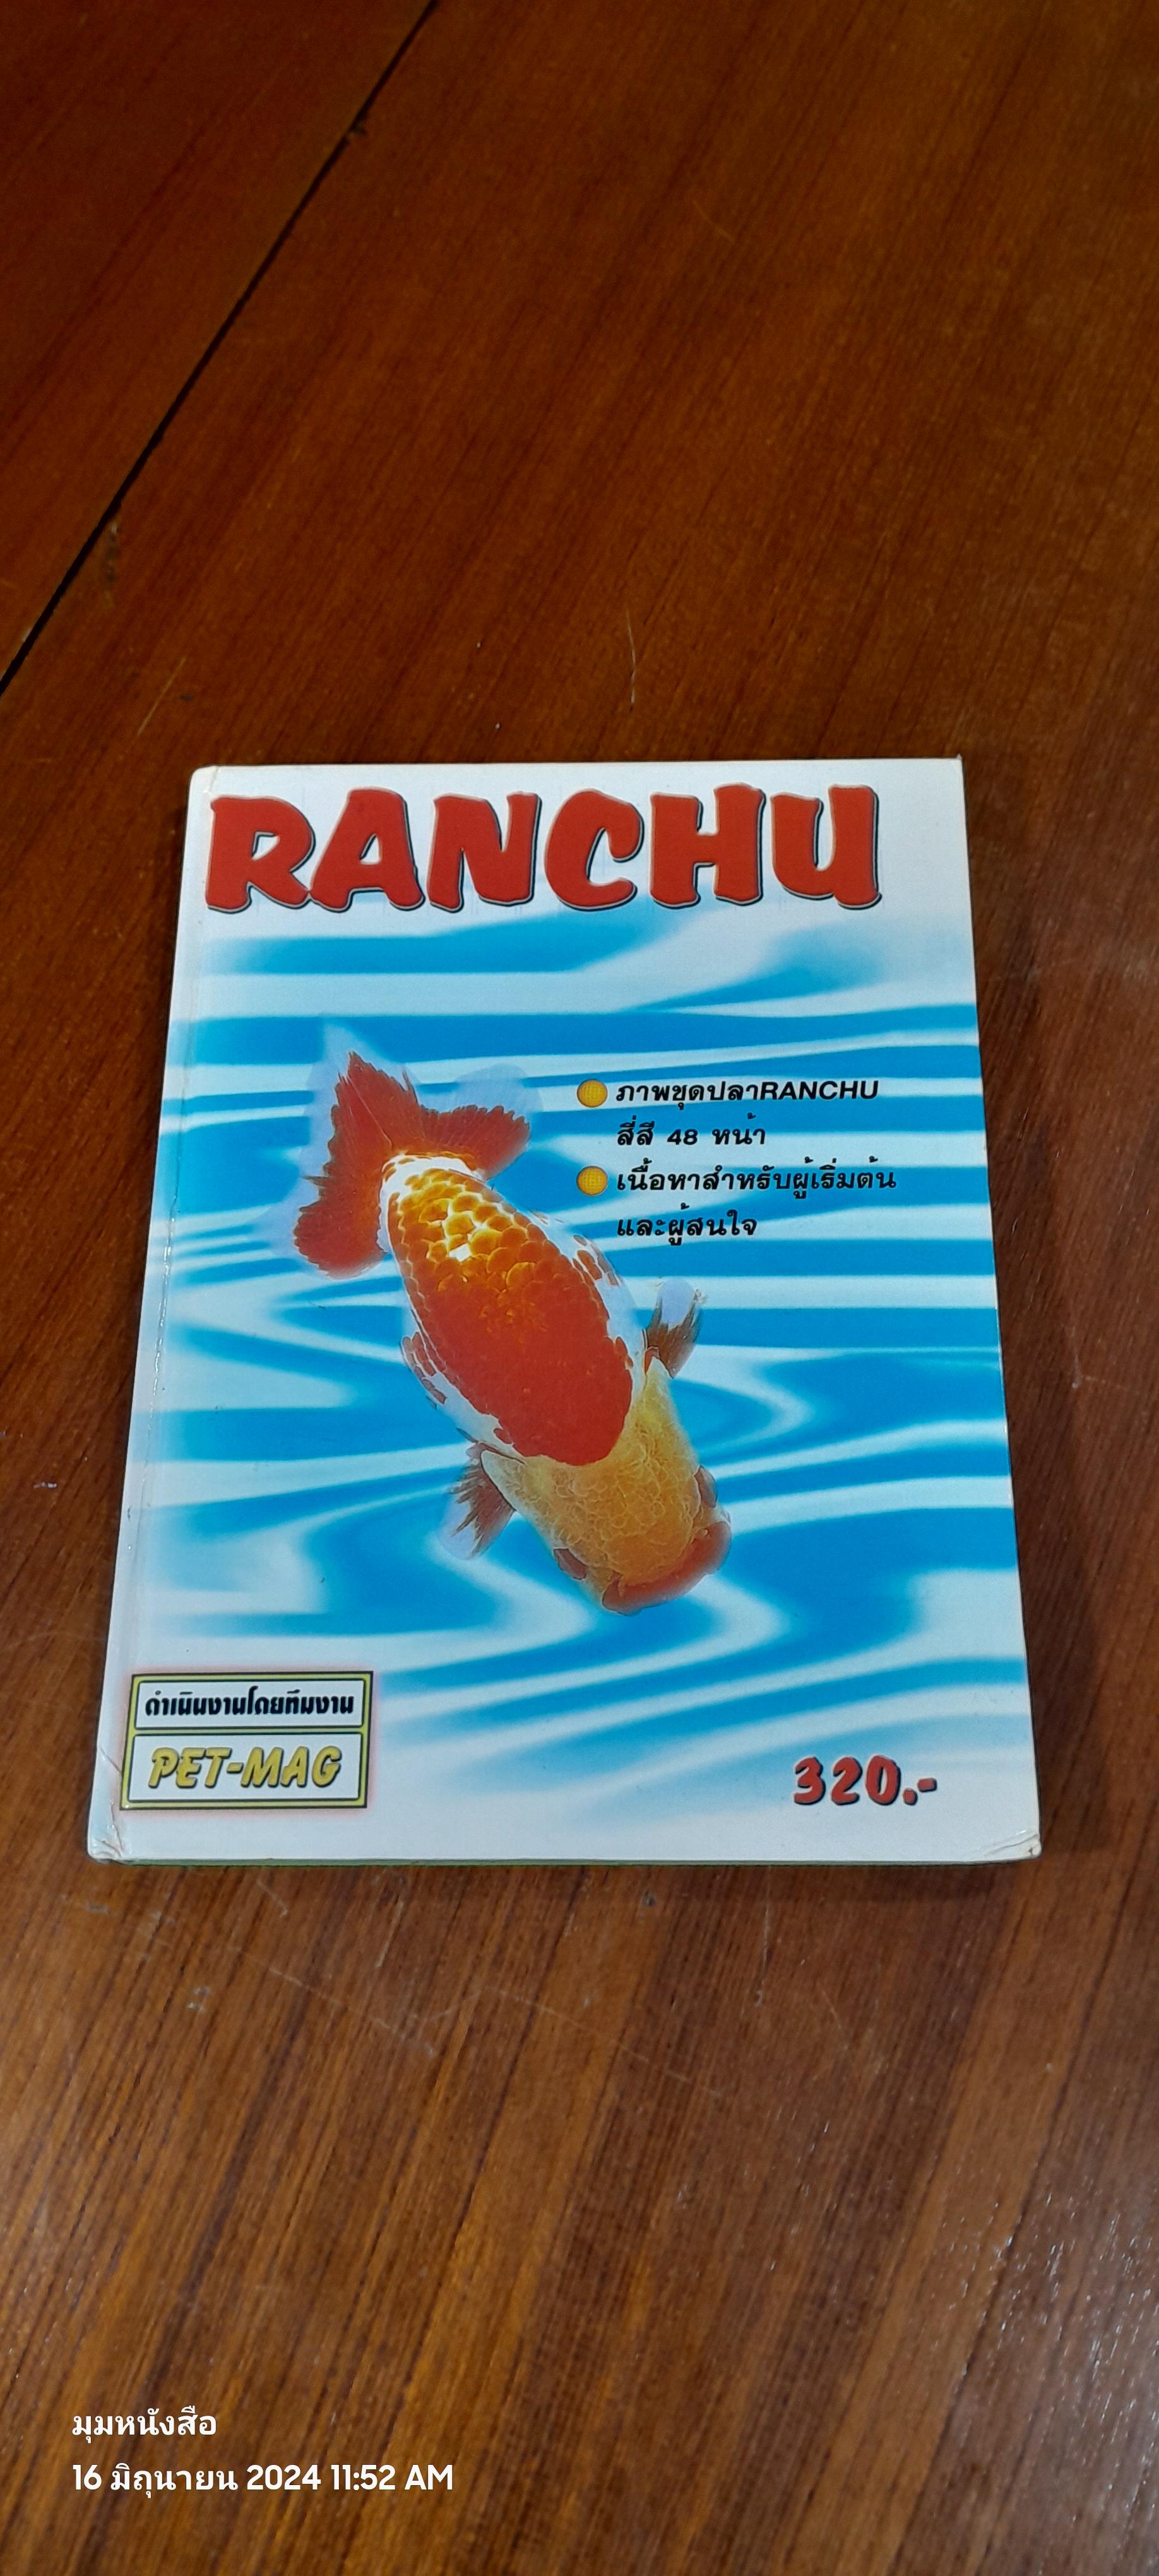 RANCHU
ภาพชุดปลาRANCHU
สี่สี 48 หน้า
เนื้อหาสำหรับผู้เริ่มต้น
และผู้สนใจ
ดำเนินงานโดยทีมงาน
PET-MAG
320.-
มุมหนังสือ
16 มิถุนายน 2024 11:52 AM